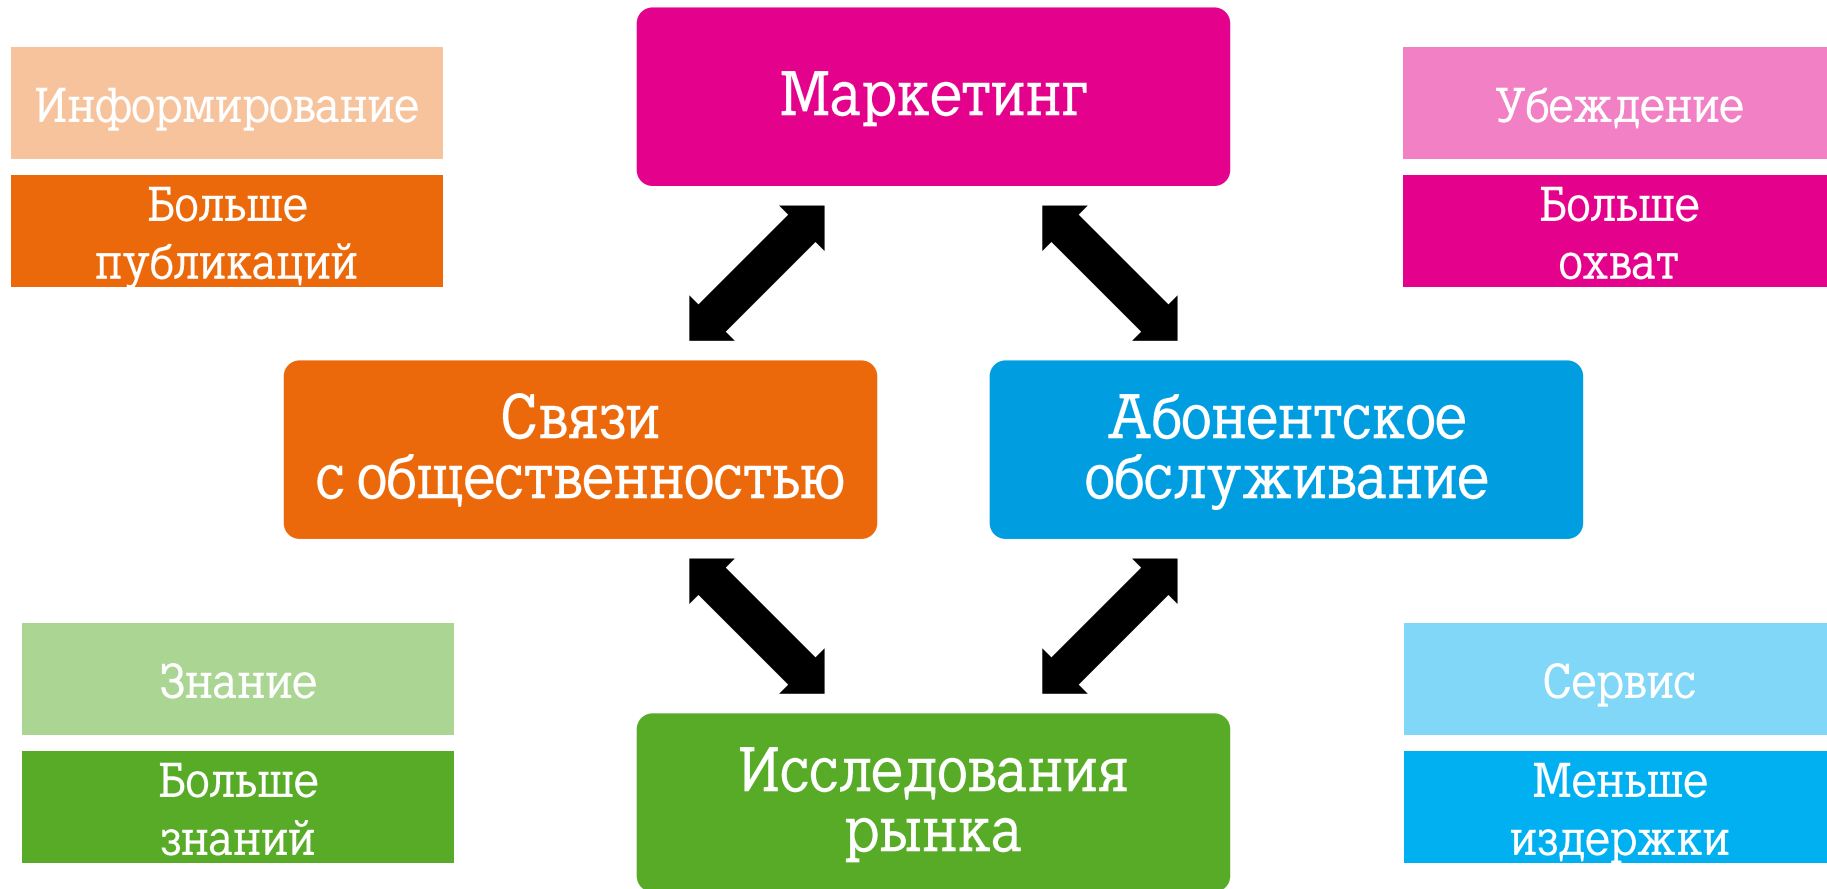 Маркетинг
Информирование
Убеждение
Больше
публикаций
Больше
охват
Связи
с общественностью
Абонентское
обслуживание
Знание
Сервис
Больше
знаний
Исследования
рынка
Меньше
издержки